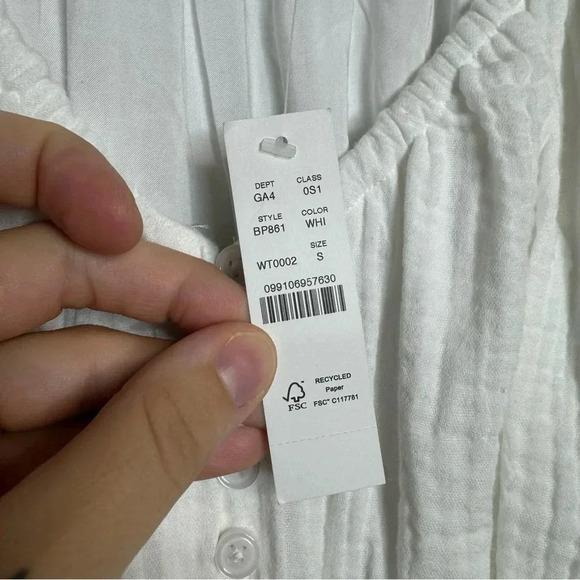 DEPT CLASS
GA4 0S1
STYLE COLOR
BP861 WHI
SIZE
WT0002 S
099106957630
RECYCLED
Paper
FSC
FSC™ C117781